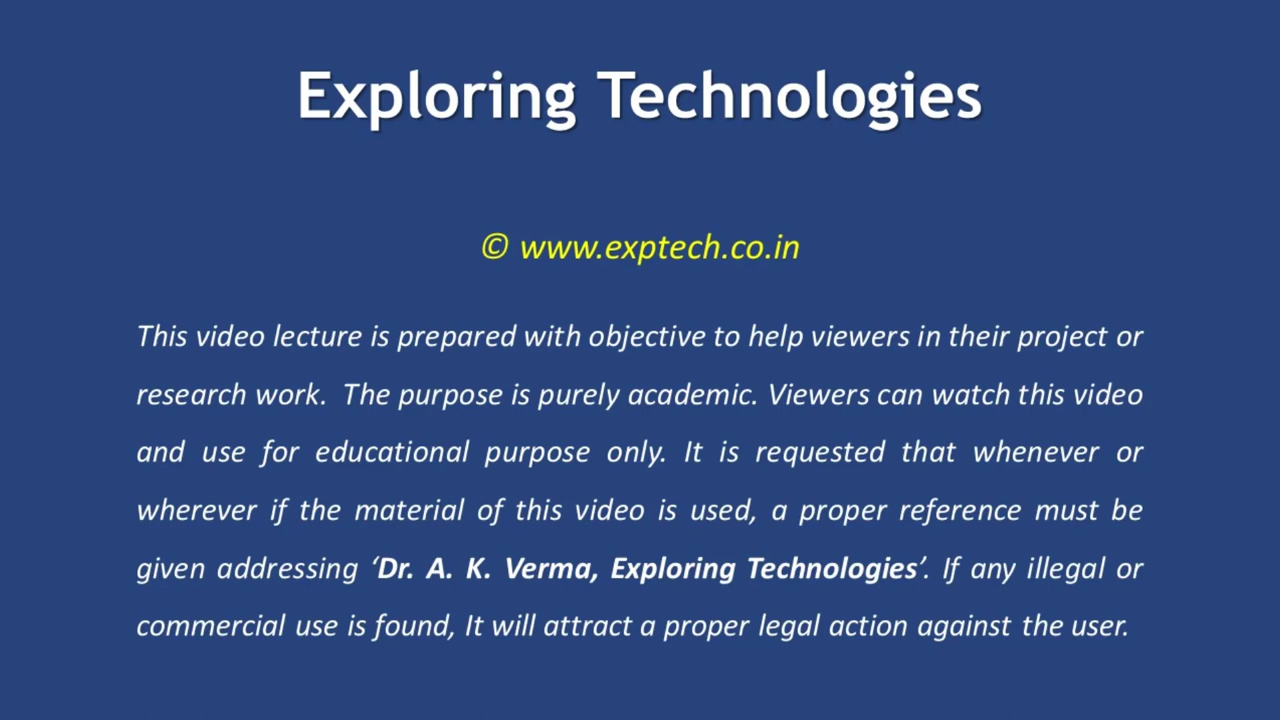 Exploring Technologies
© www.exptech.co.in
This video lecture is prepared with objective to help viewers in their project or
research work. The purpose is purely academic. Viewers can watch this video
and use for educational purpose only. It is requested that whenever or
wherever if the material of this video is used, a proper reference must be
given addressing ‘Dr. A. K. Verma, Exploring Technologies’. If any illegal or
commercial use is found, It will attract a proper legal action against the user.